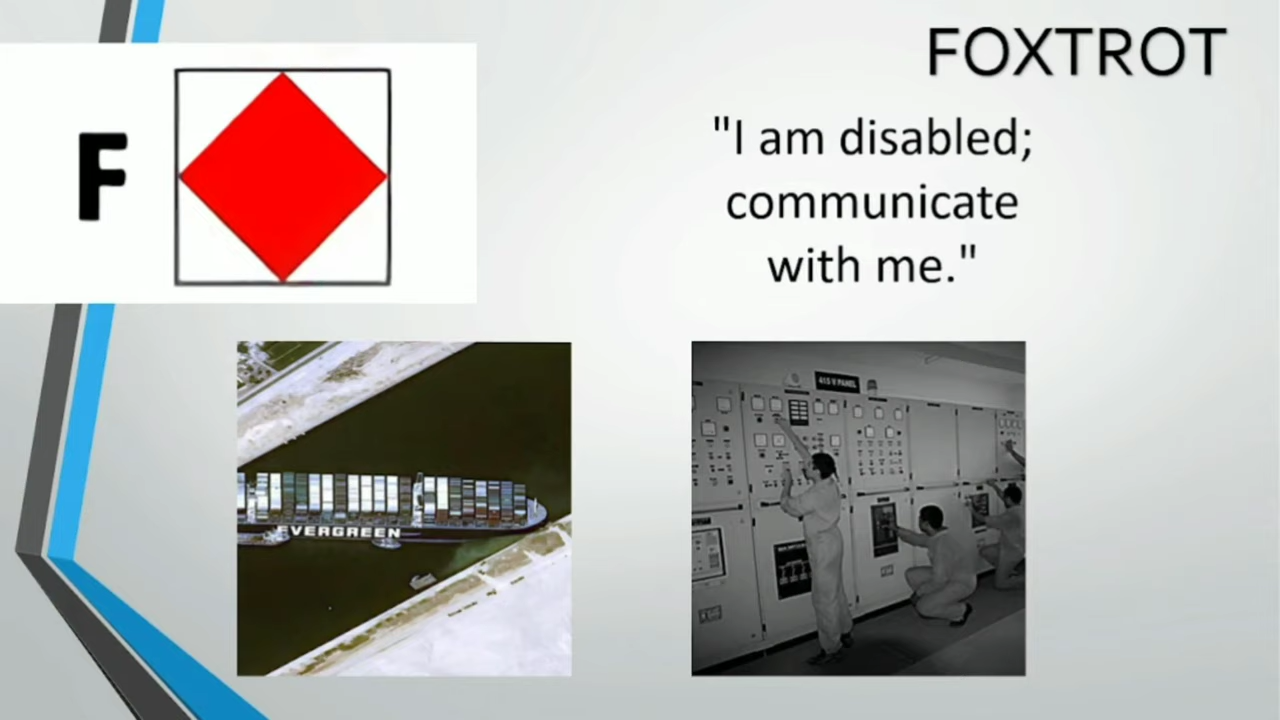 FOXTROT
F
"I am disabled;
communicate
with me."
EVERGREEN
415 V PANEL